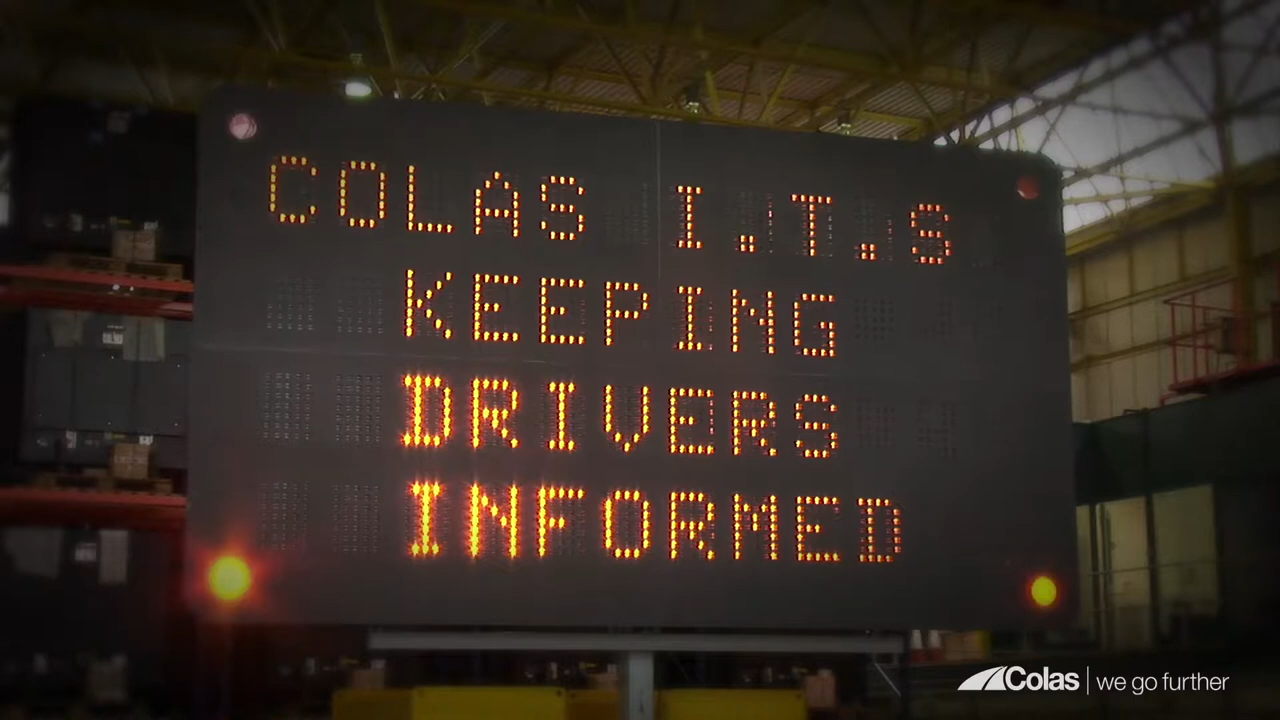 COLAS I.T.S
KEEPING
DRIVERS
INFORMED
Colas | we go further